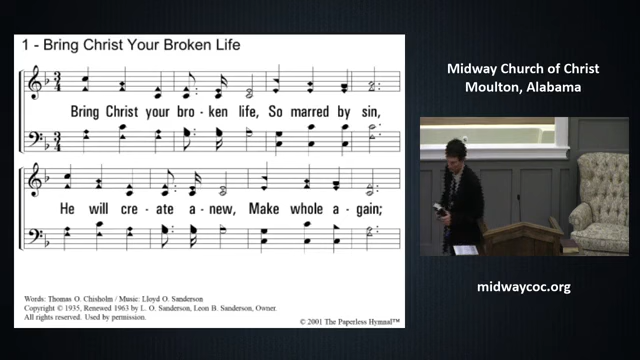 1 - Bring Christ Your Broken Life
Bring Christ your bro - ken life, So marred by sin,
He will cre - ate a - new, Make whole a - gain;
Words: Thomas O. Chisholm / Music: Lloyd O. Sanderson
Copyright © 1935, Renewed 1963 by L. O. Sanderson, Leon B. Sanderson, Owner.
All rights reserved. Used by permission.
© 2001 The Paperless Hymnal™
Midway Church of Christ
Moulton, Alabama
midwaycoc.org